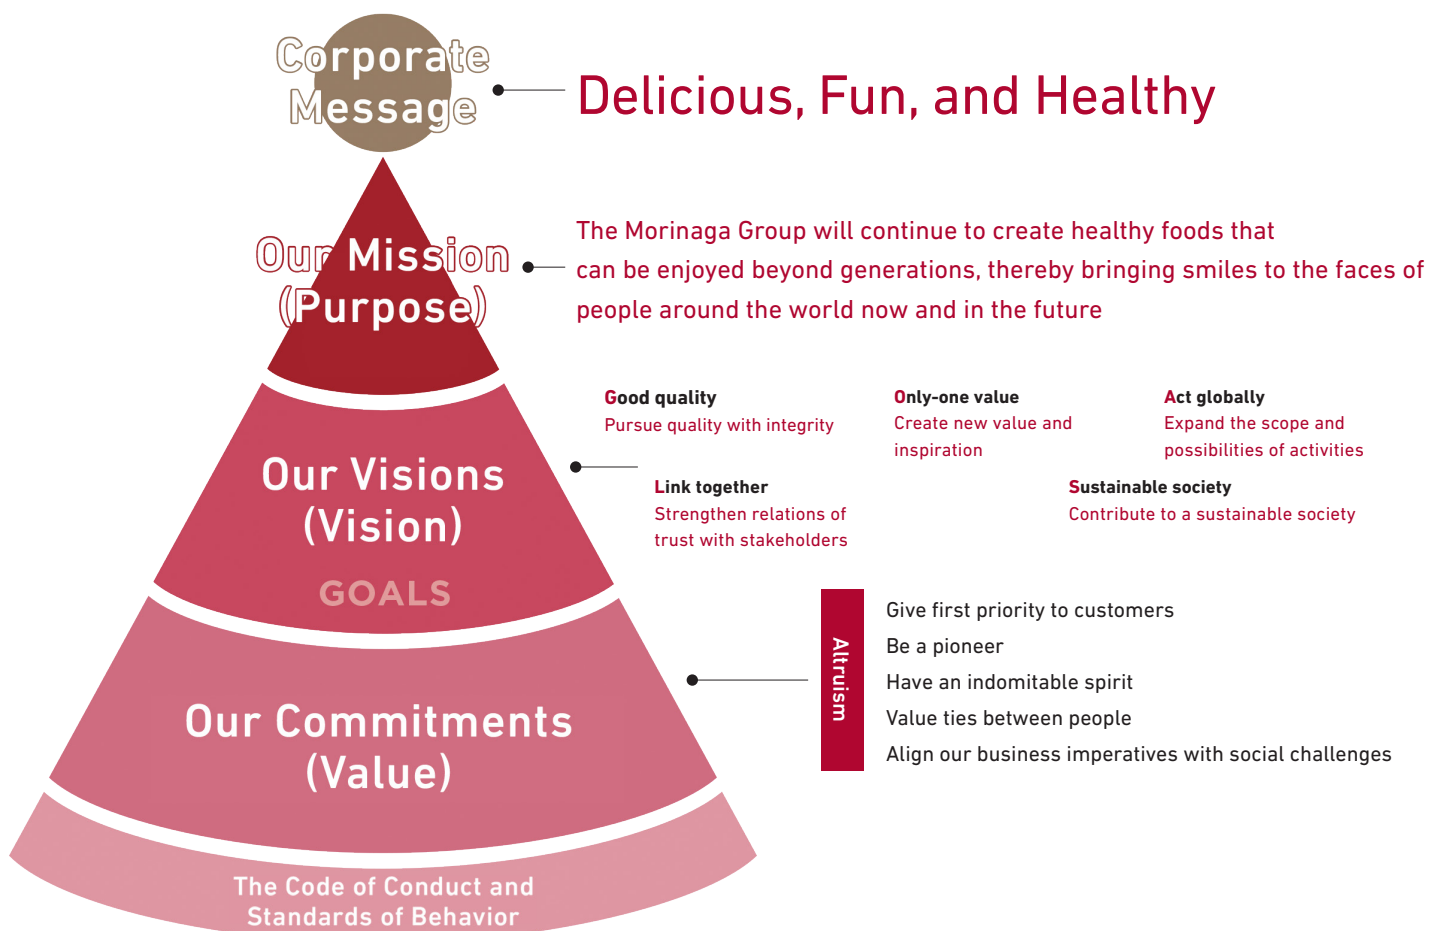 Corporate
Message
Delicious, Fun, and Healthy
Our Mission
(Purpose)
The Morinaga Group will continue to create healthy foods that
can be enjoyed beyond generations, thereby bringing smiles to the faces of
people around the world now and in the future
Our Visions
(Vision)
GOALS
Good quality
Pursue quality with integrity
Only-one value
Create new value and
inspiration
Act globally
Expand the scope and
possibilities of activities
Link together
Strengthen relations of
trust with stakeholders
Sustainable society
Contribute to a sustainable society
Our Commitments
(Value)
Altruism
Give first priority to customers
Be a pioneer
Have an indomitable spirit
Value ties between people
Align our business imperatives with social challenges
The Code of Conduct and
Standards of Behavior